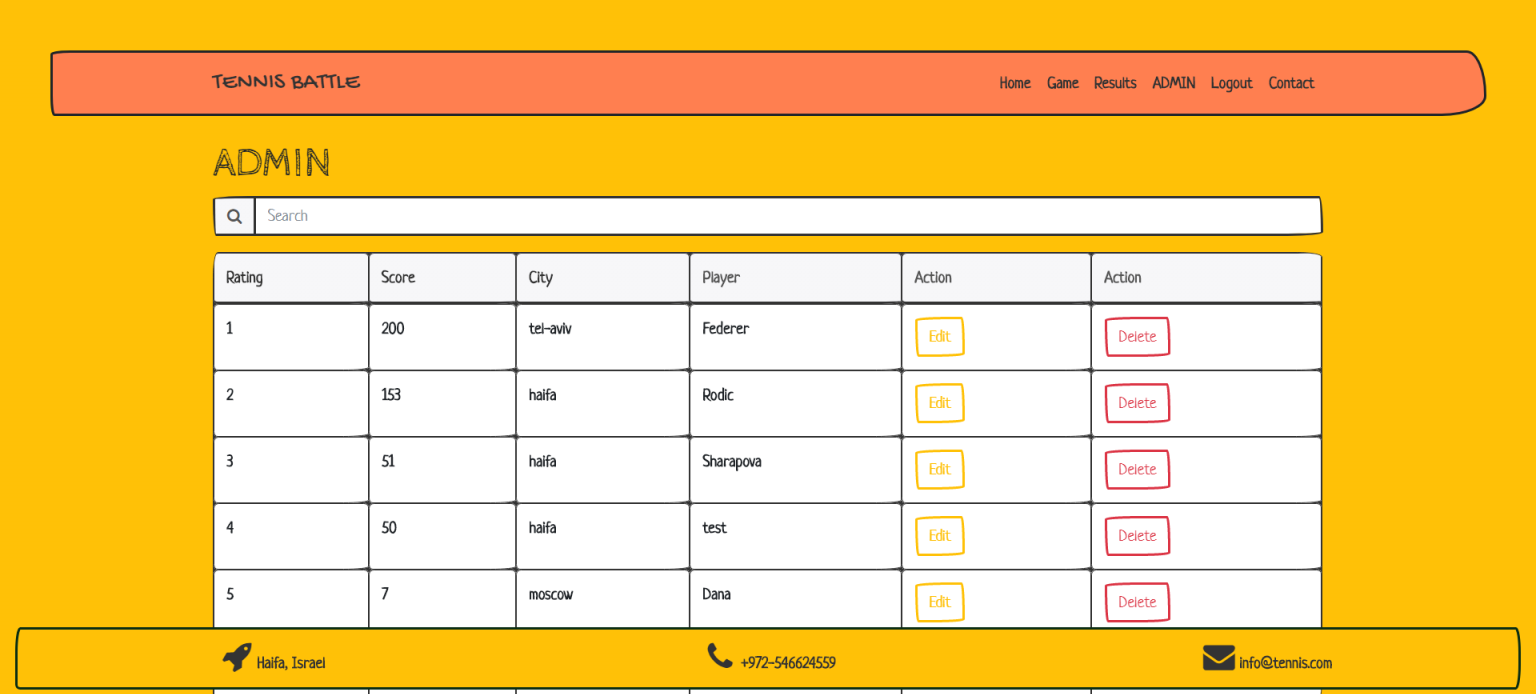 TENNIS BATTLE
Home Game Results ADMIN Logout Contact
ADMIN
Search
Rating Score City Player Action Action
1 200 tel-aviv Federer Edit Delete
2 153 haifa Rodic Edit Delete
3 51 haifa Sharapova Edit Delete
4 50 haifa test Edit Delete
5 7 moscow Dana Edit Delete
Haifa, Israel +972-546624559 info@tennis.com